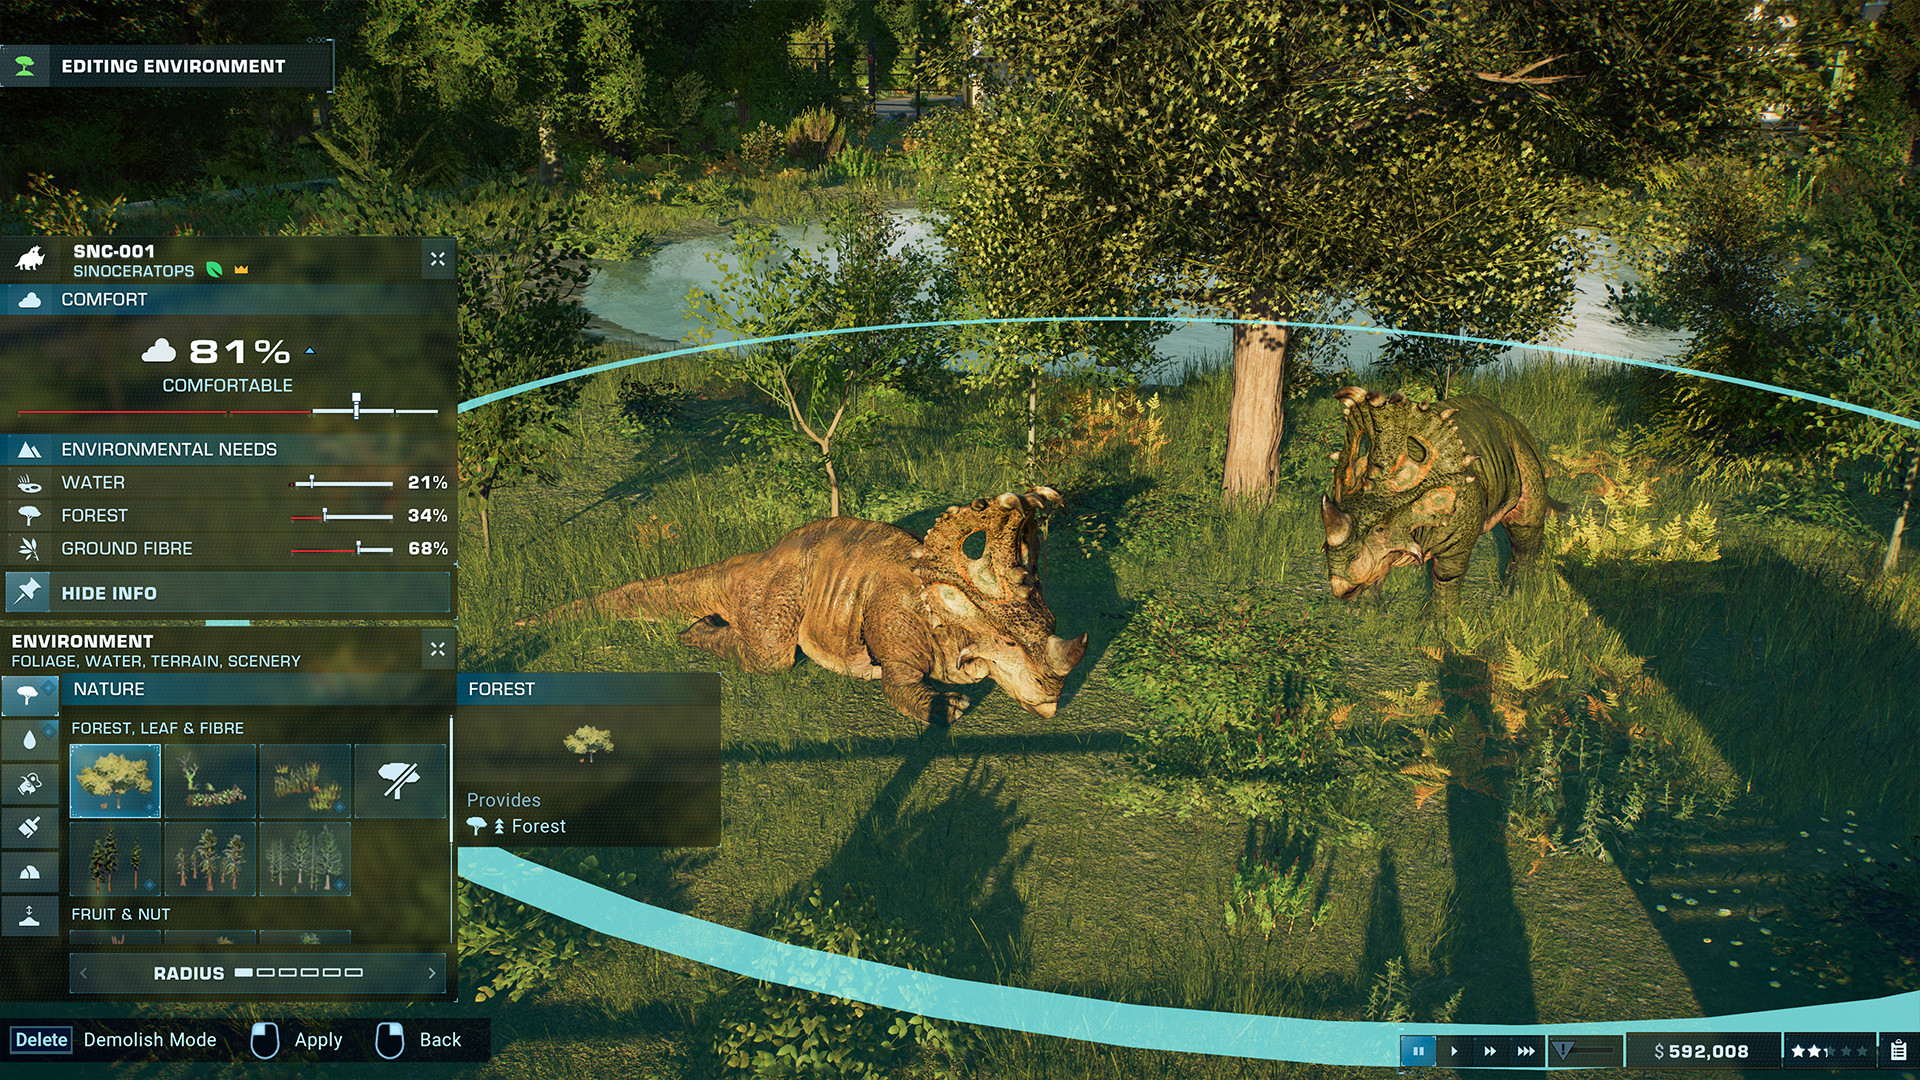 EDITING ENVIRONMENT
SNC-001
SINOCERATOPS
COMFORT
81%
COMFORTABLE
ENVIRONMENTAL NEEDS
WATER 21%
FOREST 34%
GROUND FIBRE 68%
HIDE INFO
ENVIRONMENT
FOLIAGE, WATER, TERRAIN, SCENERY
NATURE
FOREST, LEAF & FIBRE
FRUIT & NUT
RADIUS
FOREST
Provides
Forest
Delete Demolish Mode Apply Back
$ 592,008